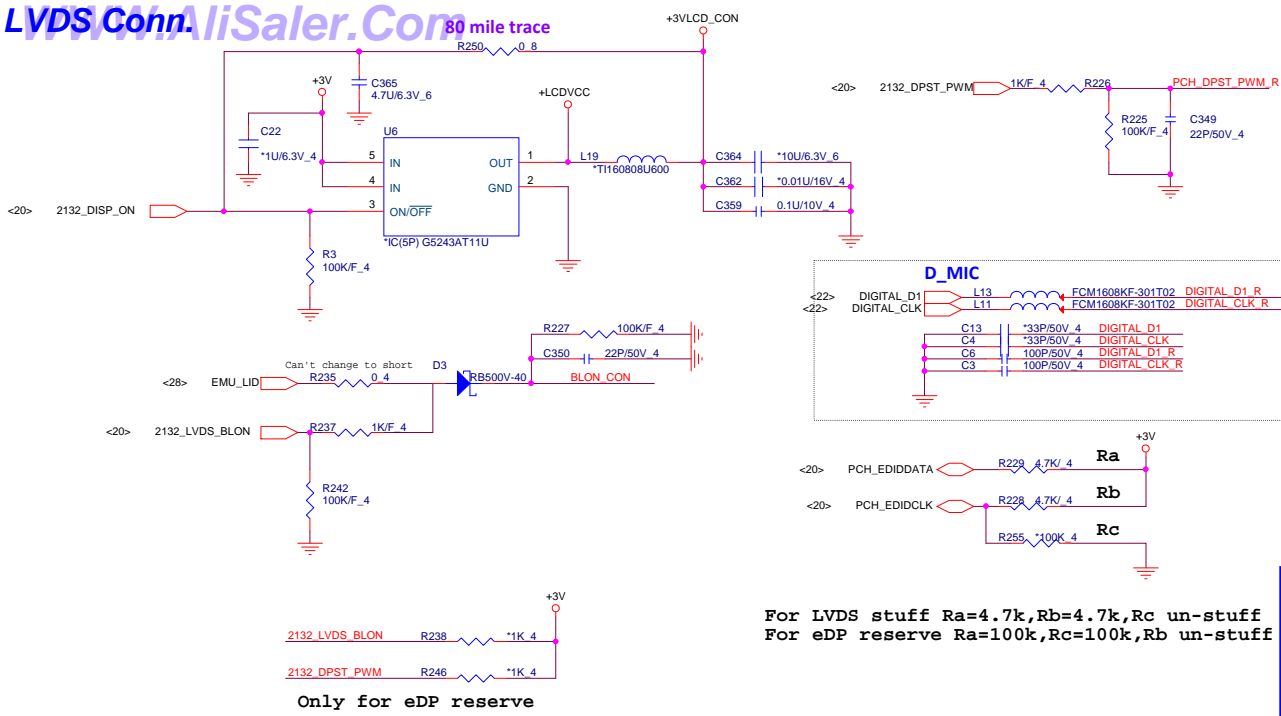 LVDS Conn.
WWW.AliSaler.Com
80 mile trace
R250
0_8
+3VLCD_CON
+3V
C365
4.7U/6.3V_6
C22
*1U/6.3V_4
+LCDVCC
U6
5
IN
OUT
1
4
IN
GND
2
3
ON/OFF
*IC(5P) G5243AT11U
L19
*TI160808U600
C364
*10U/6.3V_6
C362
*0.01U/16V_4
C359
0.1U/10V_4
<20>
2132_DISP_ON
R3
100K/F_4
<20>
2132_DPST_PWM
1K/F_4
R226
PCH_DPST_PWM_R
R225
100K/F_4
C349
22P/50V_4
D_MIC
<22>
DIGITAL_D1
L13
FCM1608KF-301T02
DIGITAL_D1_R
<22>
DIGITAL_CLK
L11
FCM1608KF-301T02
DIGITAL_CLK_R
C13
*33P/50V_4
DIGITAL_D1
C4
*33P/50V_4
DIGITAL_CLK
C6
100P/50V_4
DIGITAL_D1_R
C3
100P/50V_4
DIGITAL_CLK_R
R227
100K/F_4
C350
22P/50V_4
Can't change to short
D3
RB500V-40
BLON_CON
<28>
EMU_LID
R235
0_4
<20>
2132_LVDS_BLON
R237
1K/F_4
R242
100K/F_4
+3V
<20>
PCH_EDIDDATA
R229
4.7K/_4
Ra
<20>
PCH_EDIDCLK
R228
4.7K/_4
Rb
R255
*100K_4
Rc
For LVDS stuff Ra=4.7k,Rb=4.7k,Rc un-stuff
For eDP reserve Ra=100k,Rc=100k,Rb un-stuff
+3V
2132_LVDS_BLON
R238
*1K_4
2132_DPST_PWM
R246
*1K_4
Only for eDP reserve